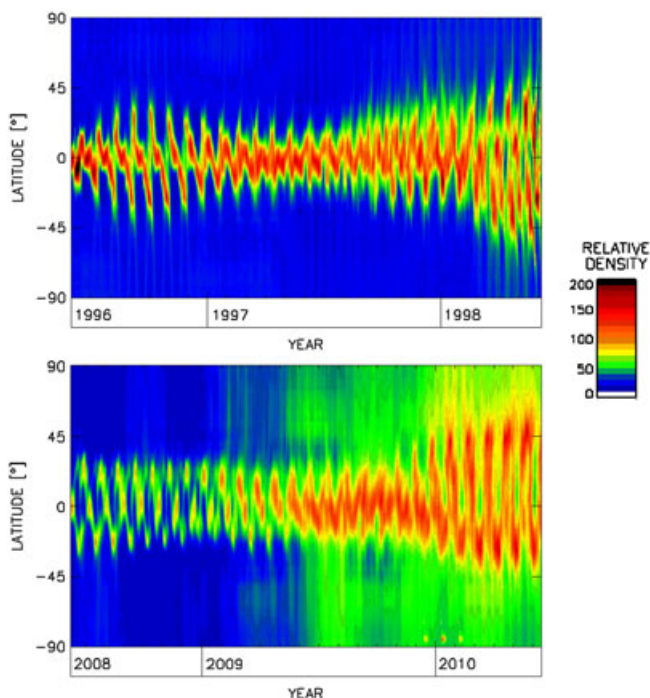 90
45
0
-45
-90
LATITUDE [°]
1996 1997 1998
YEAR
RELATIVE
DENSITY
200
150
100
50
0
90
45
0
-45
-90
LATITUDE [°]
2008 2009 2010
YEAR